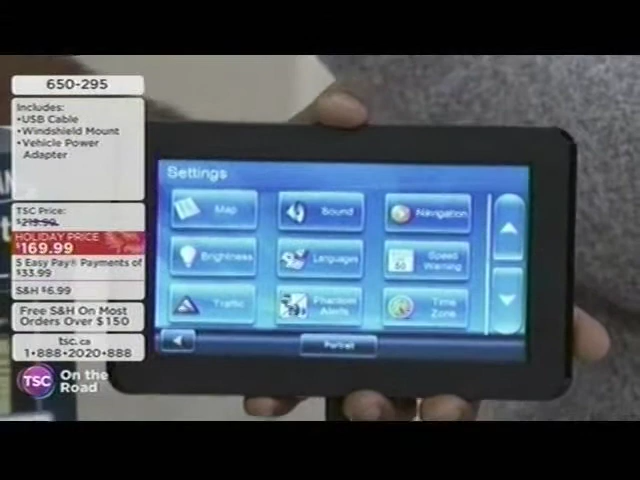 650-295
Includes:
•USB Cable
•Windshield Mount
•Vehicle Power
Adapter
TSC Price:
$219.90
HOLIDAY PRICE
$169.99
5 Easy Pay® Payments of
$33.99
S&H $6.99
Free S&H On Most
Orders Over $150
tsc.ca
1•888•2020•888
TSC On the
Road
Settings
Map
Sound
Navigation
Brightness
Languages
60
Speed
Warning
Traffic
Phantom
Alerts
Time
Zone
Portrait